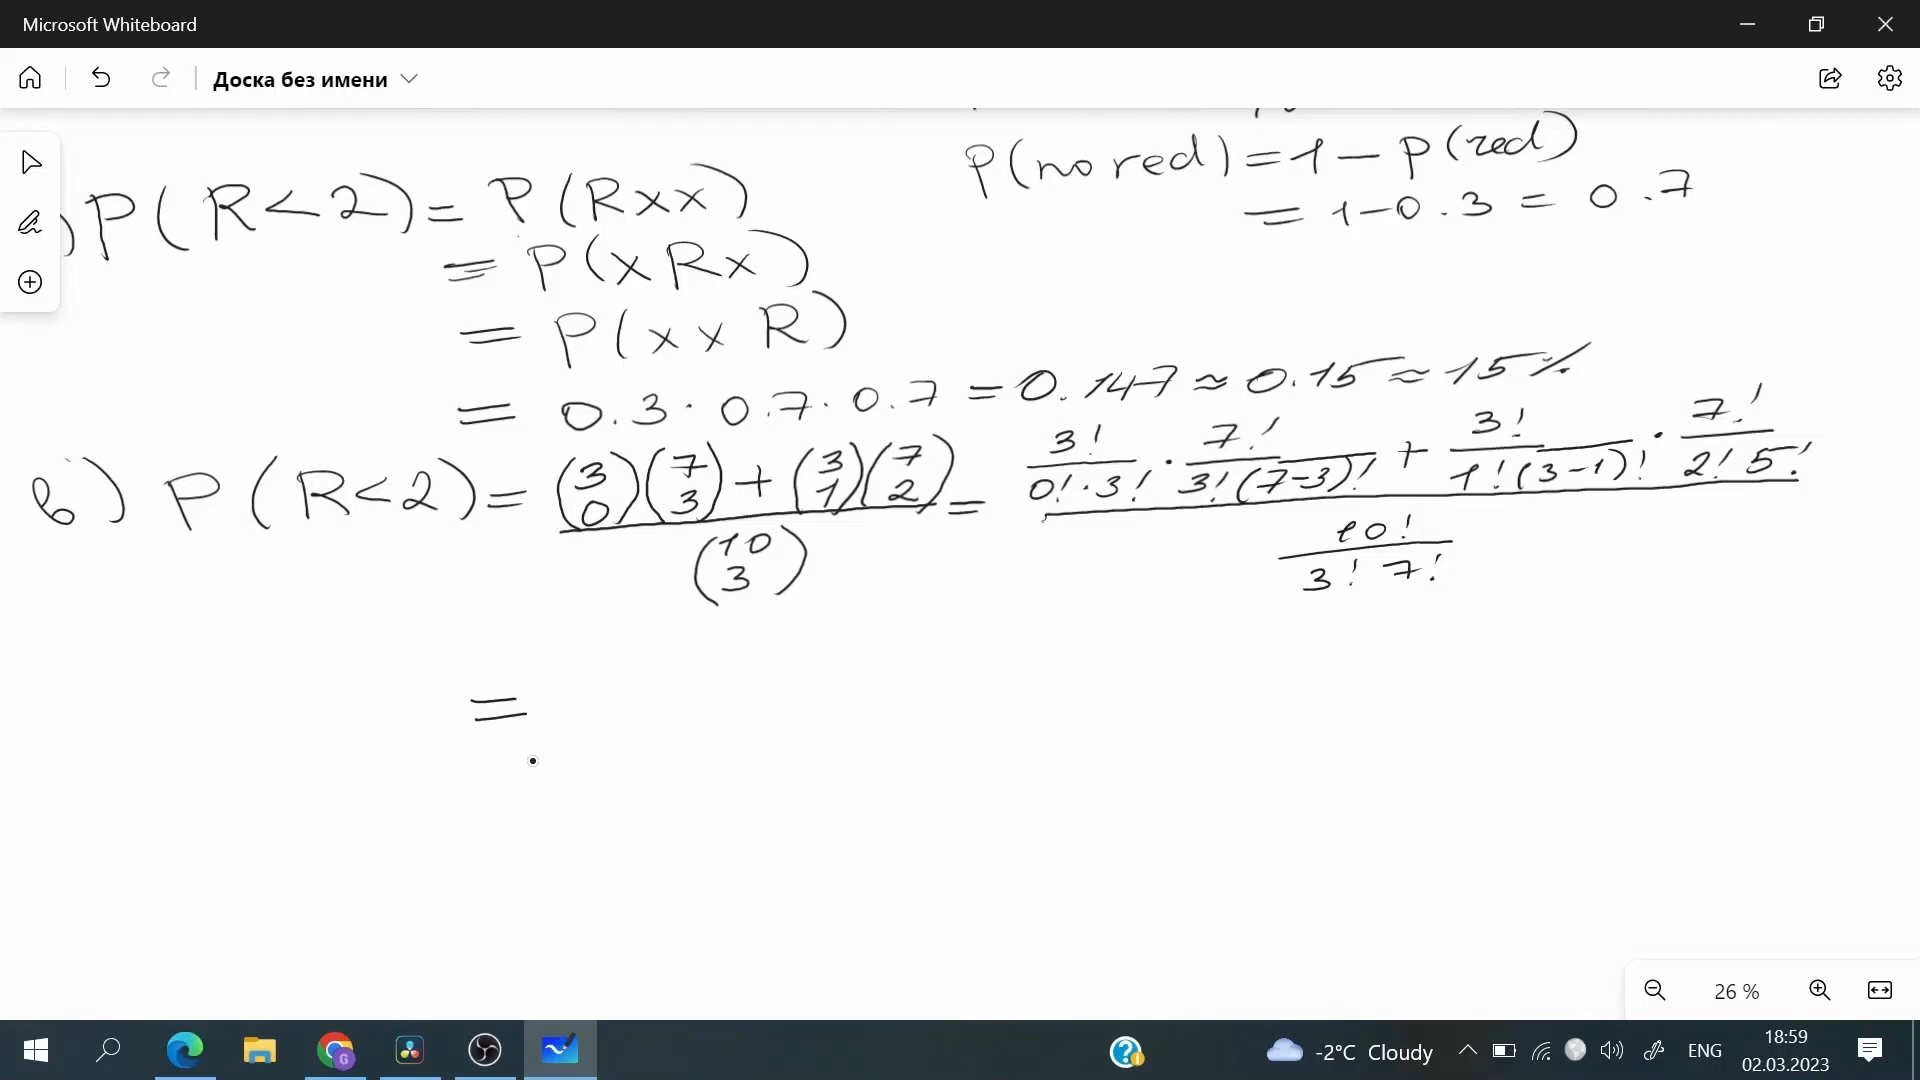 Microsoft Whiteboard
Доска без имени
P(no red) = 1 - P(red)
= 1-0.3 = 0.7
) P(R<2) = P(Rxx)
= P(xRx)
= P(xxR)
= 0.3 · 0.7 · 0.7 = 0.147 ≈ 0.15 ≈ 15%
b) P(R<2) = (3 0)(7 3) + (3 1)(7 2) / (10 3) = 3!/(0!·3!) · 7!/(3!(7-3)!) + 3!/(1!(3-1)!) · 7!/(2!5!) / 10!/(3!7!)
=
26 %
-2°C Cloudy
ENG
18:59
02.03.2023